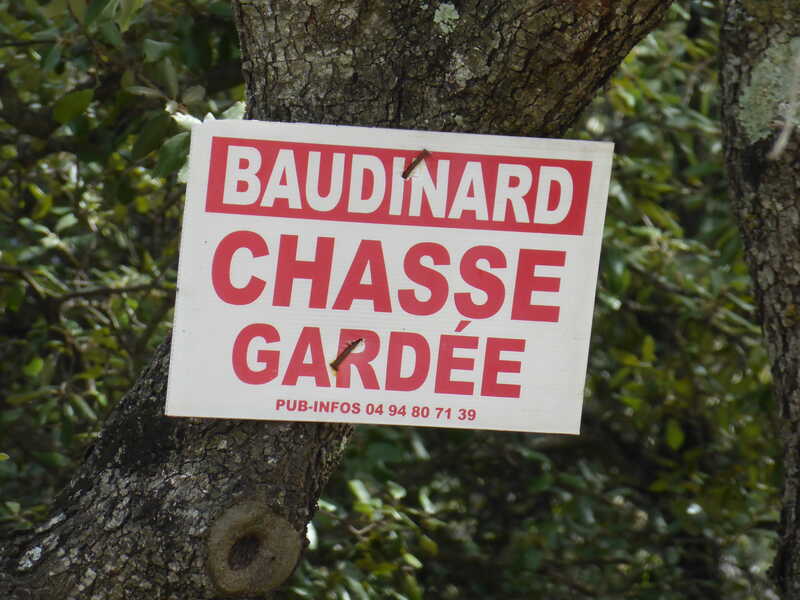 BAUDINARD
CHASSE
GARDÉE
PUB-INFOS 04 94 80 71 39